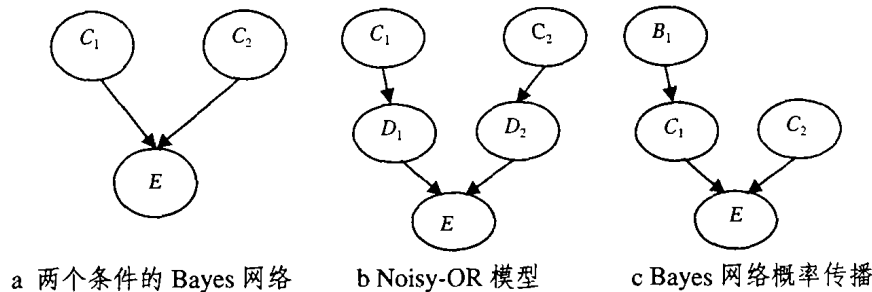 C₁ C₂ C₁ C₂ B₁
D₁ D₂ C₁ C₂
E E E
a 两个条件的 Bayes 网络 b Noisy-OR 模型 c Bayes 网络概率传播